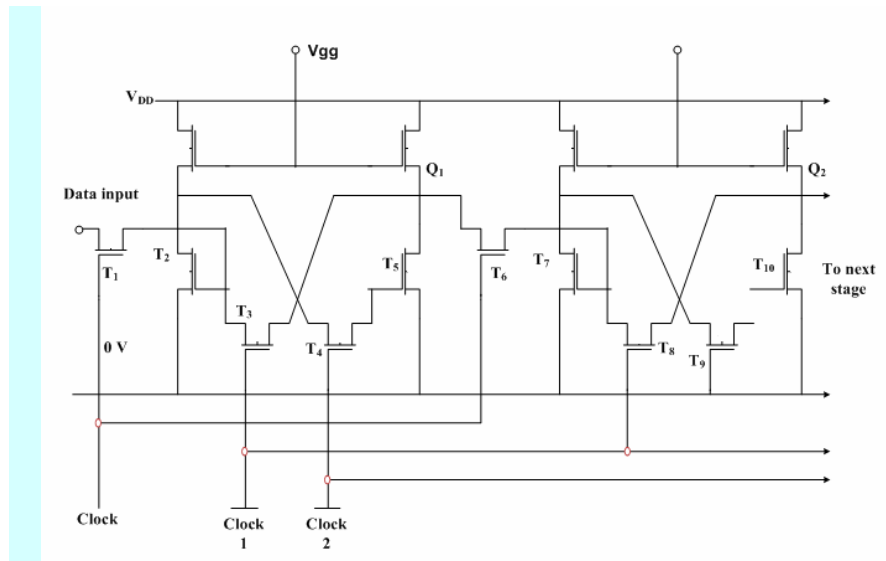 Vgg
VDD
Q1
Q2
Data input
T2
T5
T7
T10
T1
T6
To next
stage
T3
0 V
T4
T8
T9
Clock
Clock
1
Clock
2